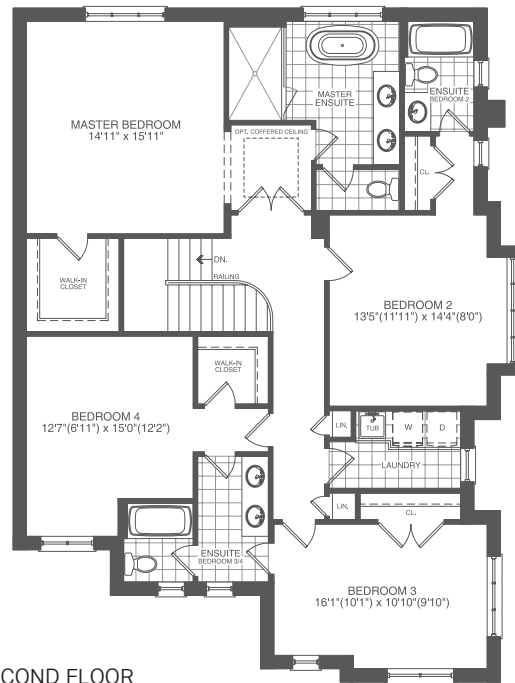 MASTER BEDROOM
14'11" x 15'11"
MASTER
ENSUITE
ENSUITE
BEDROOM 2
OPT. COFFERED CEILING
CL.
WALK-IN
CLOSET
DN.
RAILING
BEDROOM 2
13'5"(11'11") x 14'4"(8'0")
WALK-IN
CLOSET
BEDROOM 4
12'7"(6'11") x 15'0"(12'2")
LIN.
TUB
W
D
LAUNDRY
LIN.
CL.
ENSUITE
BEDROOM 3/4
BEDROOM 3
16'1"(10'1") x 10'10"(9'10")
COND FLOOR